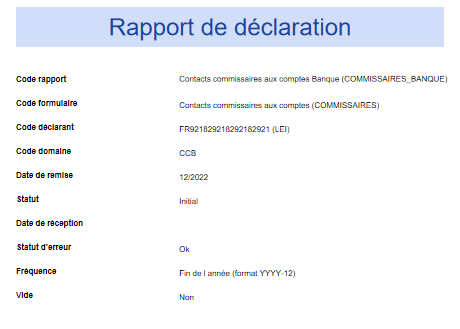 Rapport de déclaration
Code rapport Contacts commissaires aux comptes Banque (COMMISSAIRES_BANQUE)
Code formulaire Contacts commissaires aux comptes (COMMISSAIRES)
Code déclarant FR921829218292182921 (LEI)
Code domaine CCB
Date de remise 12/2022
Statut Initial
Date de réception
Statut d'erreur Ok
Fréquence Fin de l année (format YYYY-12)
Vide Non